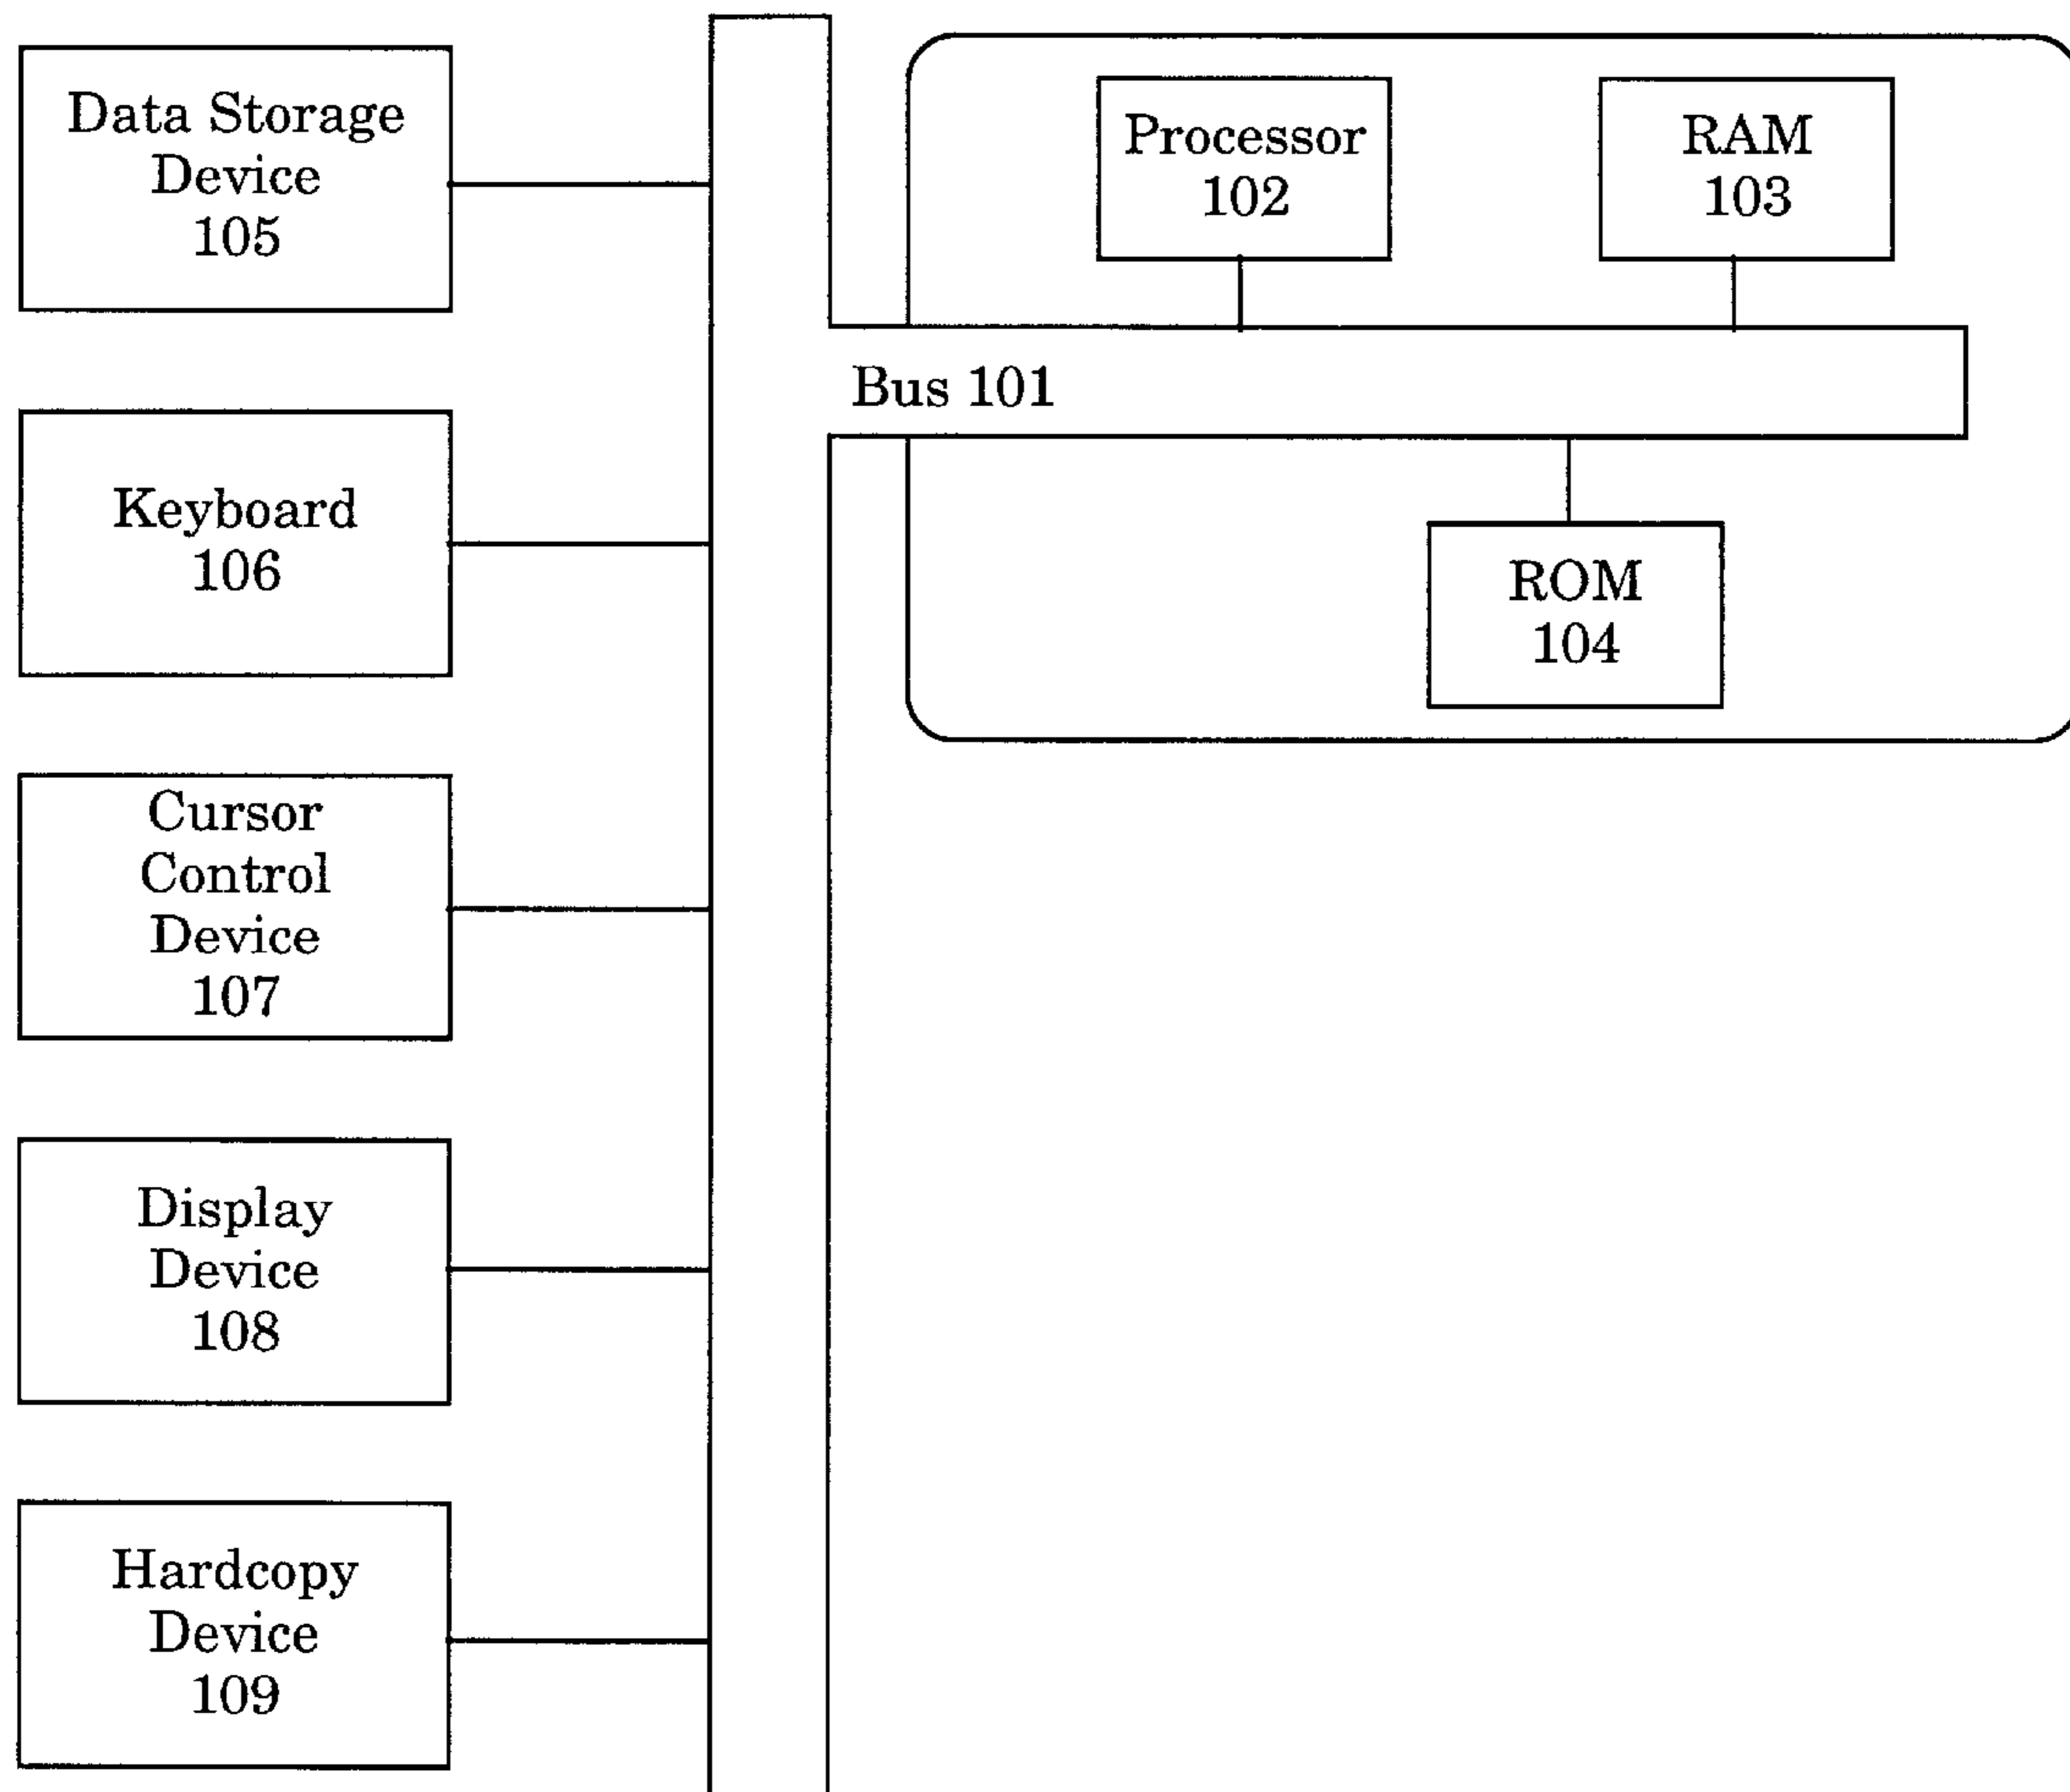 Data Storage
Device
105
Processor
102
RAM
103
Bus 101
Keyboard
106
ROM
104
Cursor
Control
Device
107
Display
Device
108
Hardcopy
Device
109